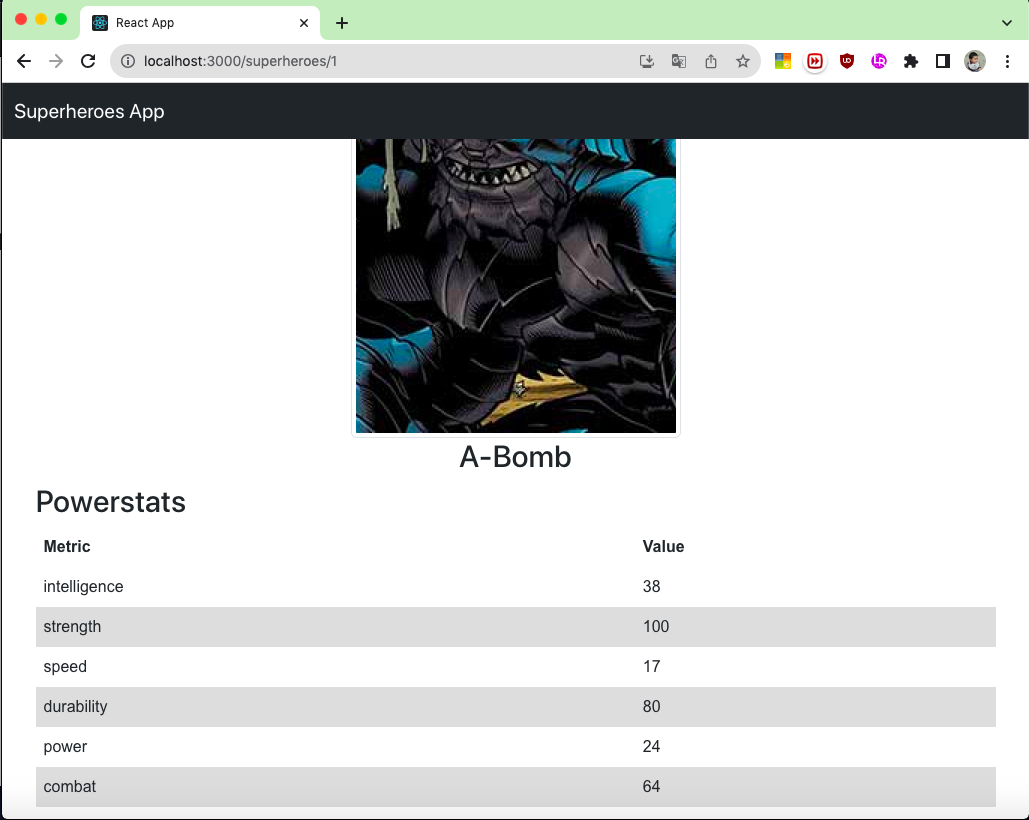 React App
localhost:3000/superheroes/1
Superheroes App
A-Bomb
Powerstats
Metric Value
intelligence 38
strength 100
speed 17
durability 80
power 24
combat 64